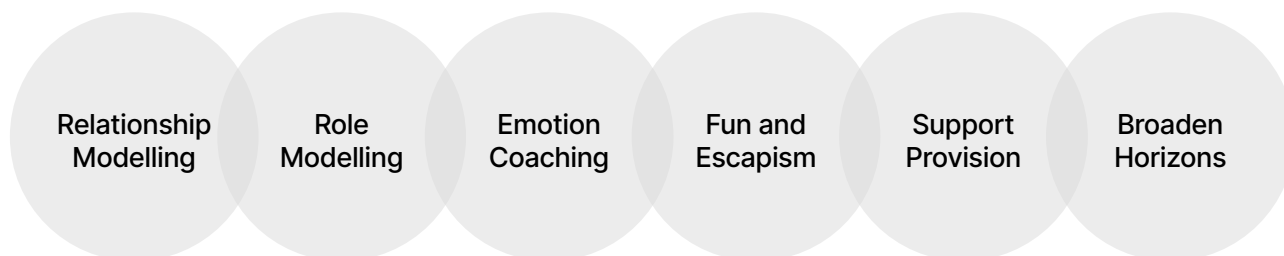 Relationship
Modelling
Role
Modelling
Emotion
Coaching
Fun and
Escapism
Support
Provision
Broaden
Horizons